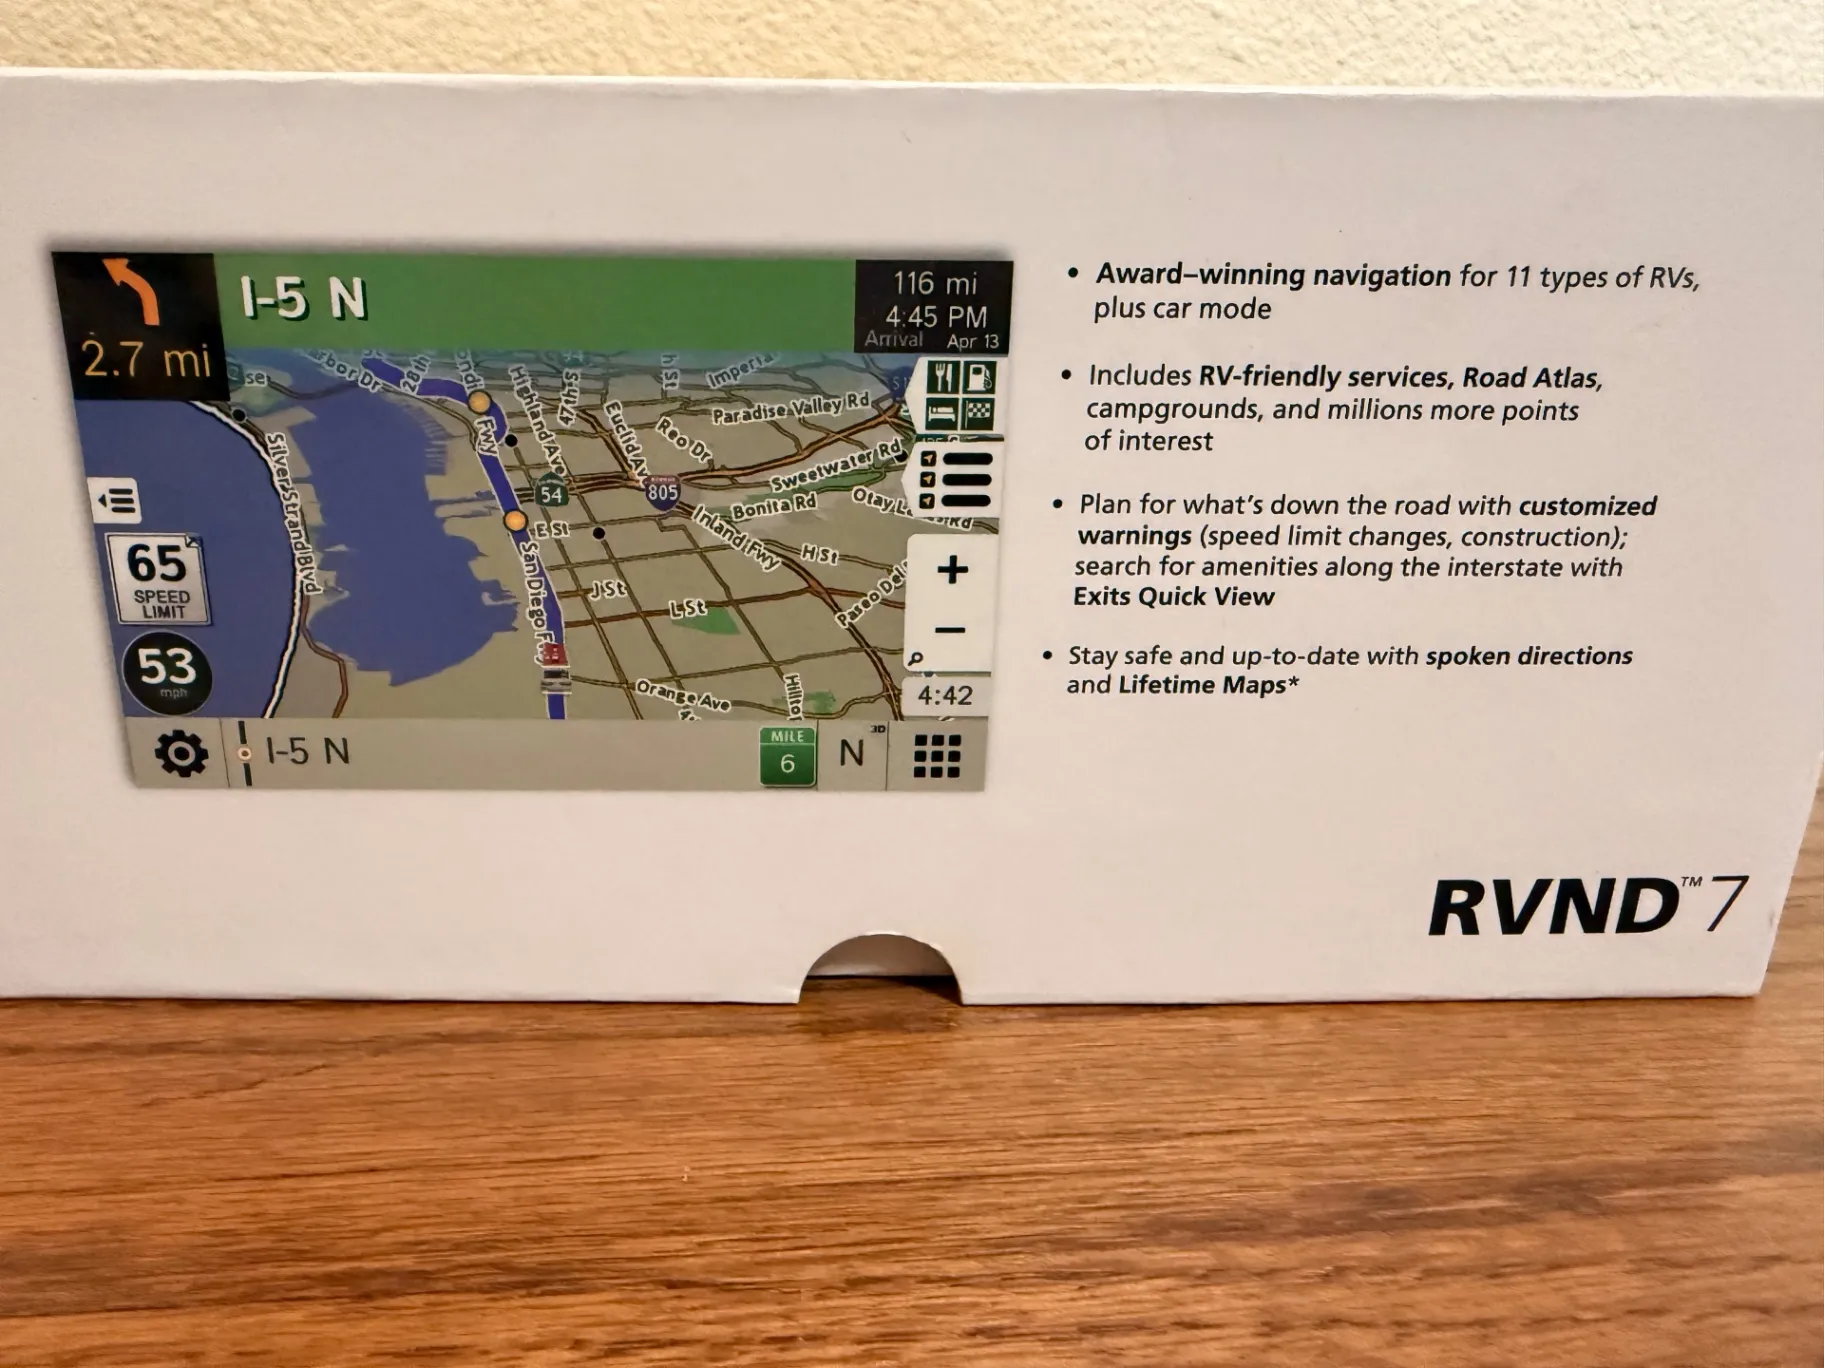 I-5 N
2.7 mi
116 mi
4:45 PM
Arrival Apr 13
28th
47th S
Highland Ave
Euclid Av
Reo Dr
Paradise Valley Rd
Sweetwater Rd
Bonita Rd
Silver Strand Blvd
Fwy
54
805
Inland Fwy
E St
H St
J St
L St
San Diego F
Orange Ave
65
SPEED
LIMIT
53
mph
+
−
4:42
I-5 N
MILE
6
N
3D
• Award-winning navigation for 11 types of RVs,
plus car mode
• Includes RV-friendly services, Road Atlas,
campgrounds, and millions more points
of interest
• Plan for what's down the road with customized
warnings (speed limit changes, construction);
search for amenities along the interstate with
Exits Quick View
• Stay safe and up-to-date with spoken directions
and Lifetime Maps*
RVND™ 7